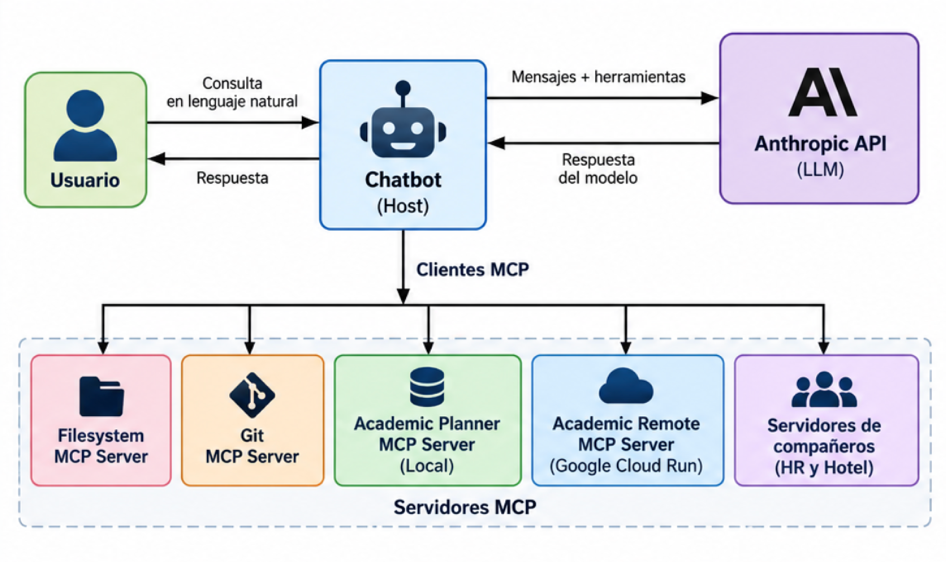 Consulta
en lenguaje natural
Mensajes + herramientas
AI
Anthropic API
(LLM)
Usuario
Respuesta
Chatbot
(Host)
Respuesta
del modelo
Clientes MCP
Filesystem
MCP Server
Git
MCP Server
Academic Planner
MCP Server
(Local)
Academic Remote
MCP Server
(Google Cloud Run)
Servidores de
compañeros
(HR y Hotel)
Servidores MCP